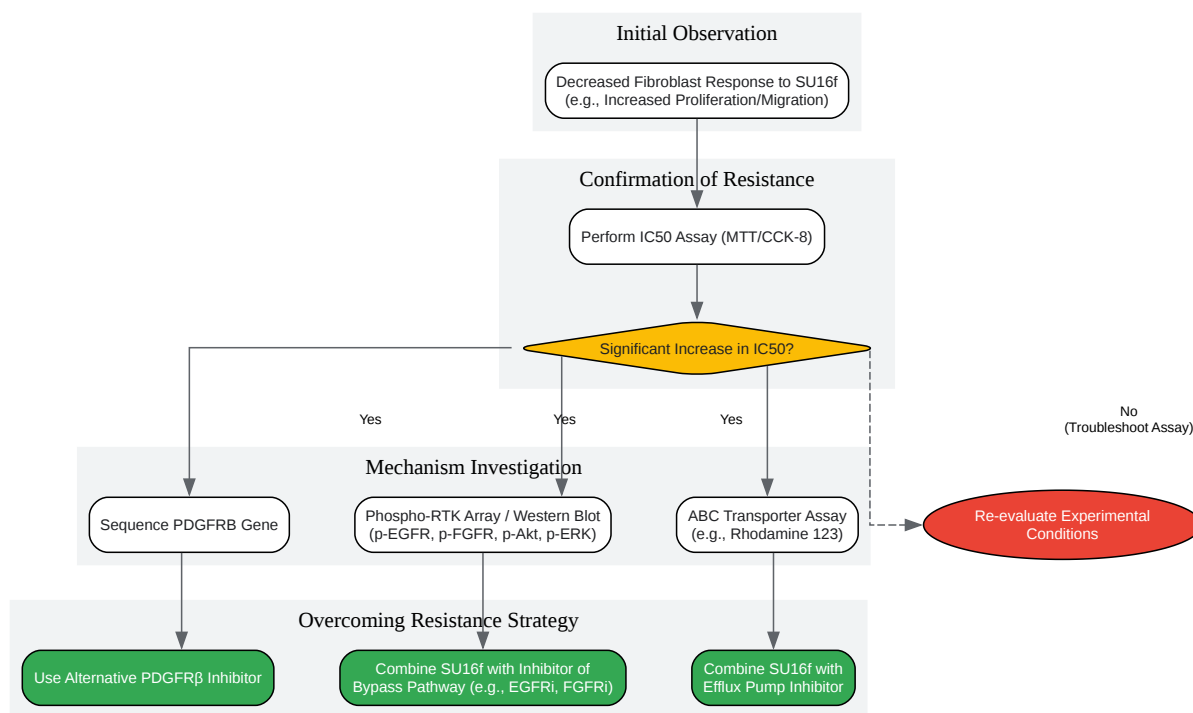 Initial Observation
Decreased Fibroblast Response to SU16f
(e.g., Increased Proliferation/Migration)
Confirmation of Resistance
Perform IC50 Assay (MTT/CCK-8)
Significant Increase in IC50?
Yes
Yes
Yes
No
(Troubleshoot Assay)
Mechanism Investigation
Sequence PDGFRB Gene
Phospho-RTK Array / Western Blot
(p-EGFR, p-FGFR, p-Akt, p-ERK)
ABC Transporter Assay
(e.g., Rhodamine 123)
Re-evaluate Experimental
Conditions
Overcoming Resistance Strategy
Use Alternative PDGFRβ Inhibitor
Combine SU16f with Inhibitor of
Bypass Pathway (e.g., EGFRi, FGFRi)
Combine SU16f with
Efflux Pump Inhibitor